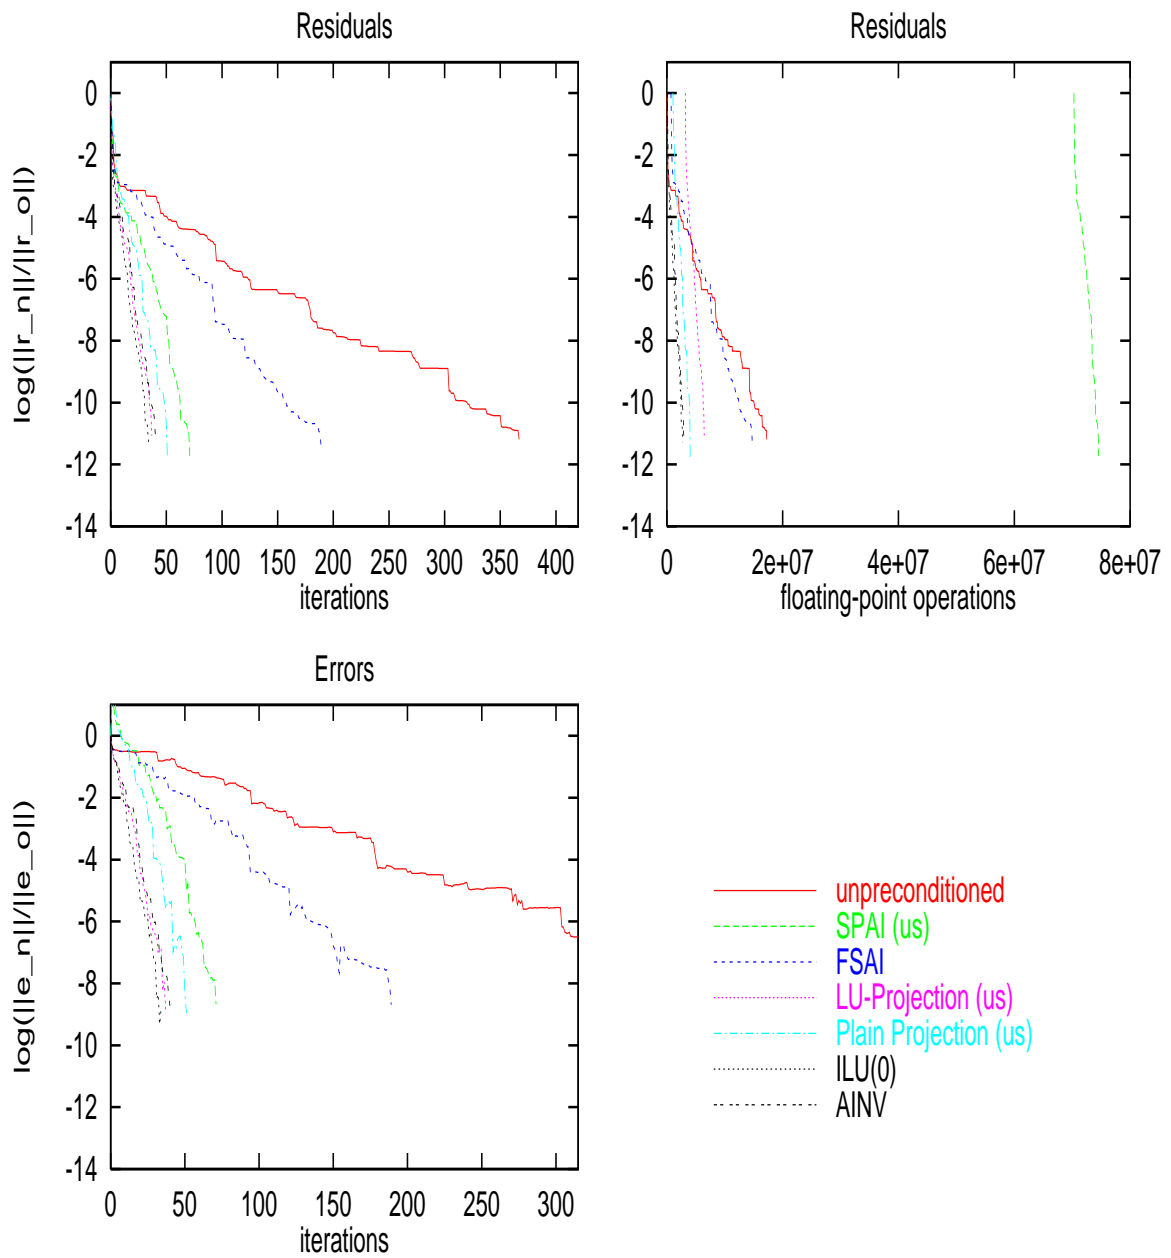 Residuals
log(||r_n||/||r_o||)
0
-2
-4
-6
-8
-10
-12
-14
0 50 100 150 200 250 300 350 400
iterations
Residuals
0
-2
-4
-6
-8
-10
-12
-14
0 2e+07 4e+07 6e+07 8e+07
floating-point operations
Errors
log(||e_n||/||e_o||)
0
-2
-4
-6
-8
-10
-12
-14
0 50 100 150 200 250 300
iterations
unpreconditioned
SPAI (us)
FSAI
LU-Projection (us)
Plain Projection (us)
ILU(0)
AINV